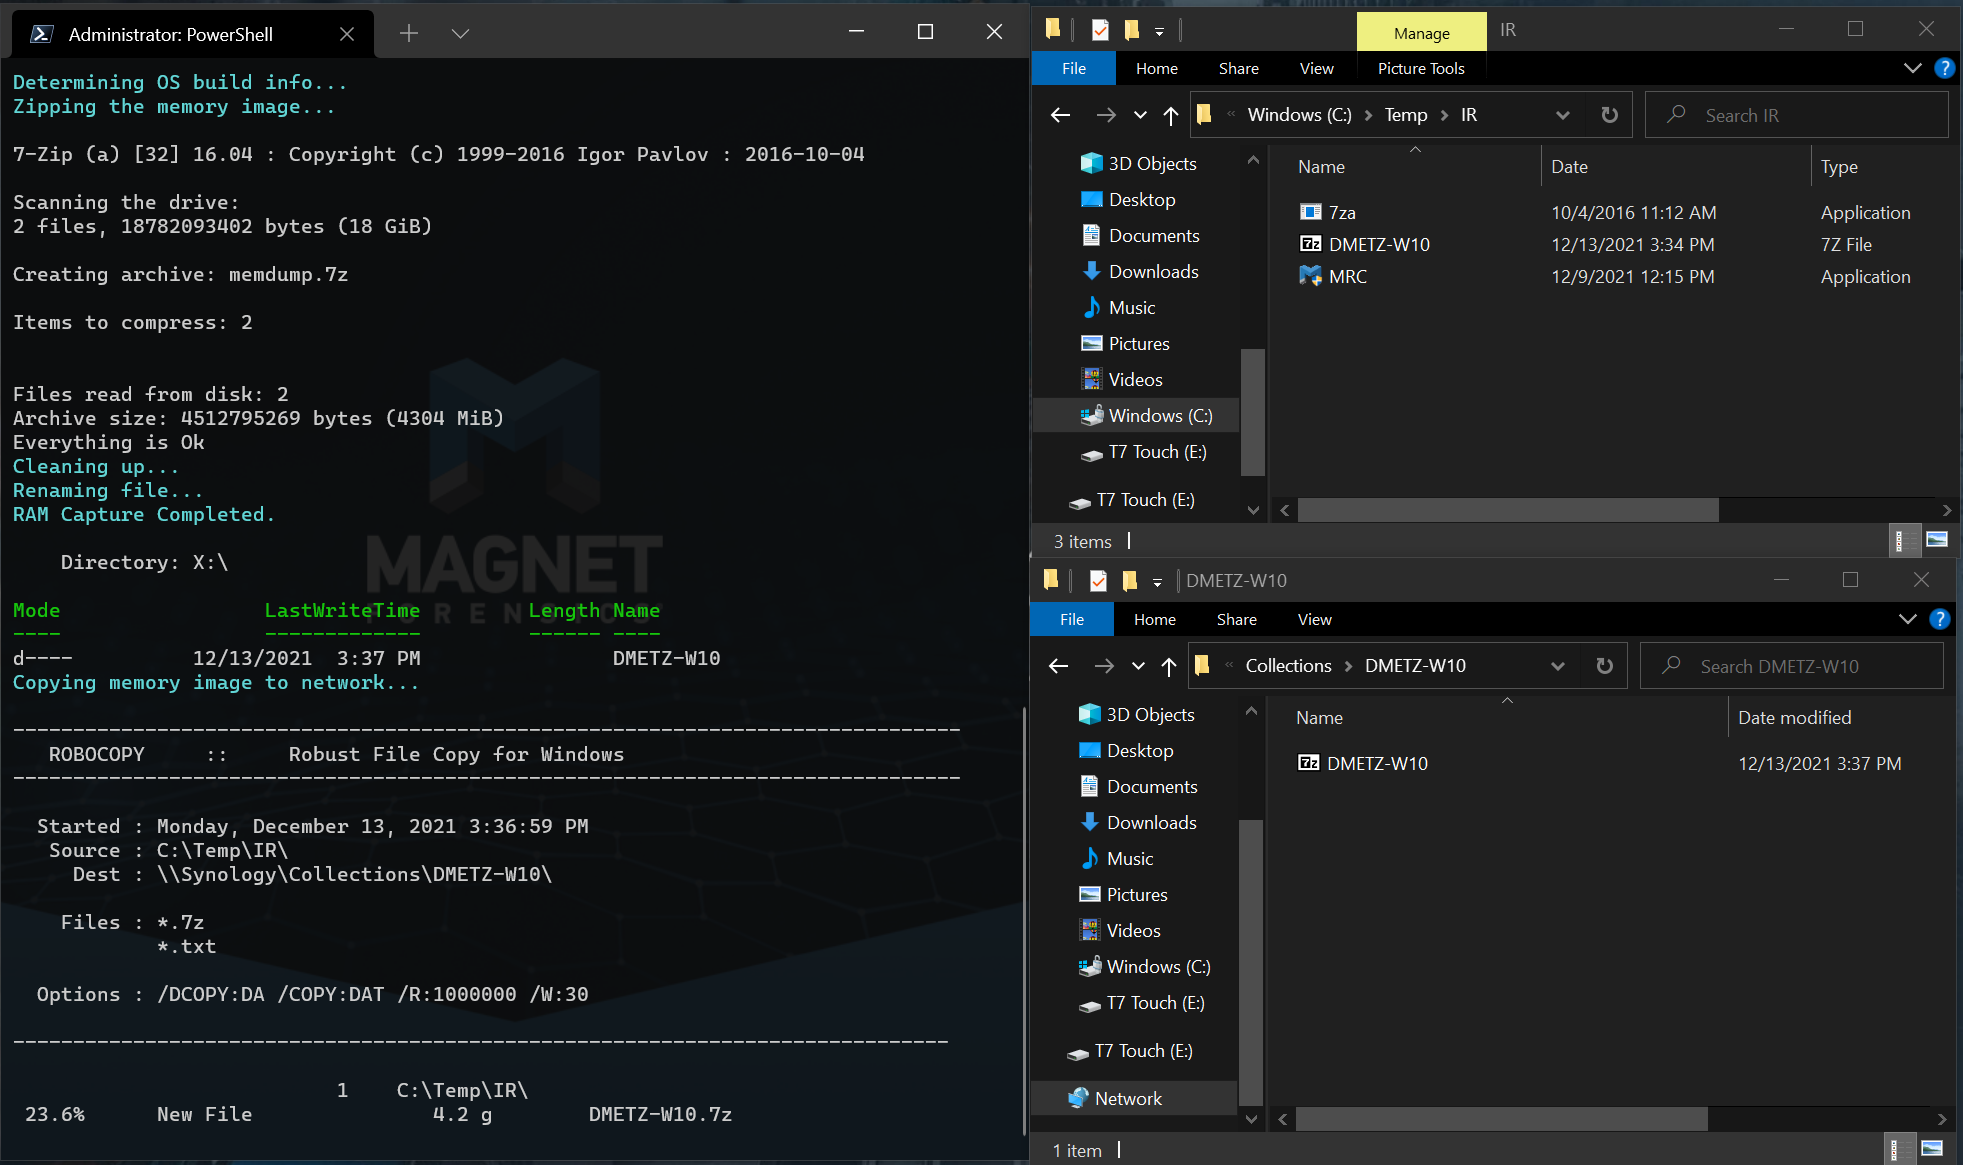 Administrator: PowerShell
Determining OS build info...
Zipping the memory image...
7-Zip (a) [32] 16.04 : Copyright (c) 1999-2016 Igor Pavlov : 2016-10-04
Scanning the drive:
2 files, 18782093402 bytes (18 GiB)
Creating archive: memdump.7z
Items to compress: 2
Files read from disk: 2
Archive size: 4512795269 bytes (4304 MiB)
Everything is Ok
Cleaning up...
Renaming file...
RAM Capture Completed.
Directory: X:\
MAGNET
FORENSICS
Mode LastWriteTime Length Name
---- ------------- ------ ----
d---- 12/13/2021 3:37 PM DMETZ-W10
Copying memory image to network...
-------------------------------------------------------------------------------
ROBOCOPY :: Robust File Copy for Windows
-------------------------------------------------------------------------------
Started : Monday, December 13, 2021 3:36:59 PM
Source : C:\Temp\IR\
Dest : \\Synology\Collections\DMETZ-W10\
Files : *.7z
*.txt
Options : /DCOPY:DA /COPY:DAT /R:1000000 /W:30
------------------------------------------------------------------------------
1 C:\Temp\IR\
23.6% New File 4.2 g DMETZ-W10.7z
Manage
IR
File Home Share View Picture Tools
« Windows (C:) > Temp > IR
Search IR
3D Objects
Desktop
Documents
Downloads
Music
Pictures
Videos
Windows (C:)
T7 Touch (E:)
T7 Touch (E:)
Name Date Type
7za 10/4/2016 11:12 AM Application
DMETZ-W10 12/13/2021 3:34 PM 7Z File
MRC 12/9/2021 12:15 PM Application
3 items
DMETZ-W10
File Home Share View
« Collections > DMETZ-W10
Search DMETZ-W10
3D Objects
Desktop
Documents
Downloads
Music
Pictures
Videos
Windows (C:)
T7 Touch (E:)
T7 Touch (E:)
Network
Name Date modified
DMETZ-W10 12/13/2021 3:37 PM
1 item